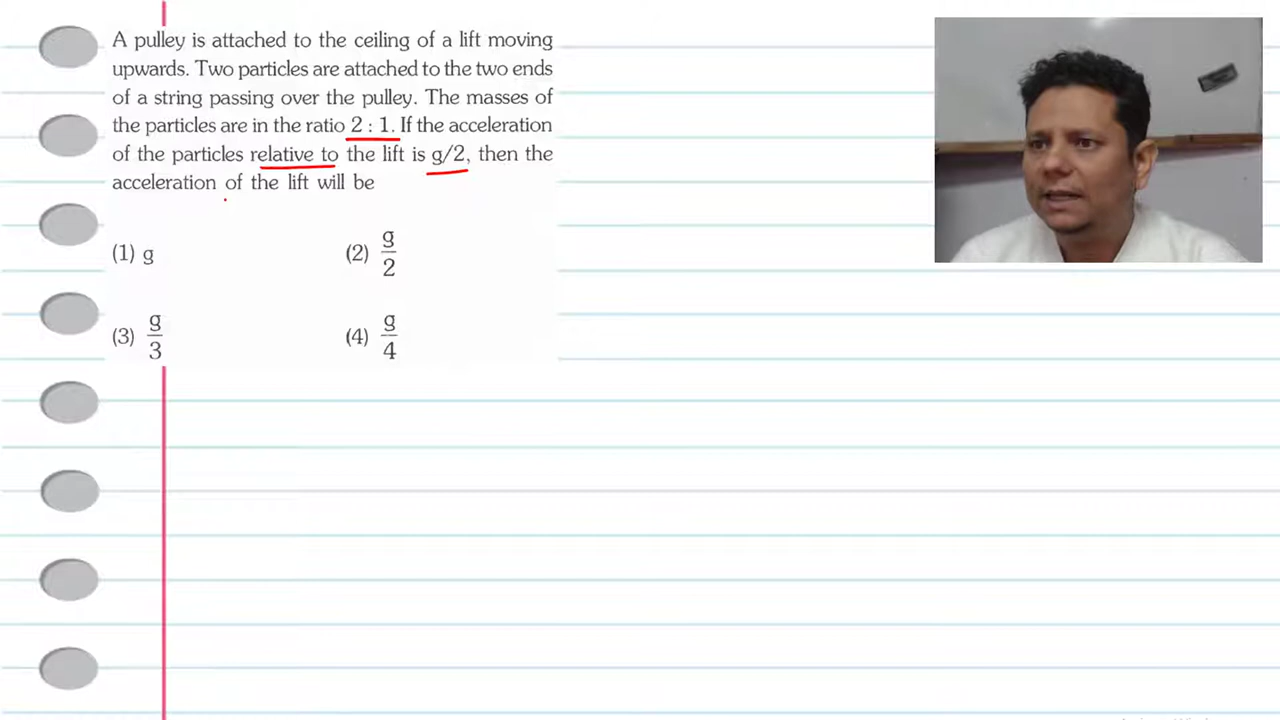 A pulley is attached to the ceiling of a lift moving
upwards. Two particles are attached to the two ends
of a string passing over the pulley. The masses of
the particles are in the ratio 2 : 1. If the acceleration
of the particles relative to the lift is g/2, then the
acceleration of the lift will be
(1) g (2) g/2
(3) g/3 (4) g/4